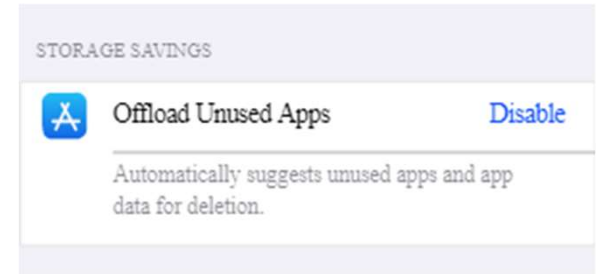 STORAGE SAVINGS
Offload Unused Apps
Disable
Automatically suggests unused apps and app
data for deletion.